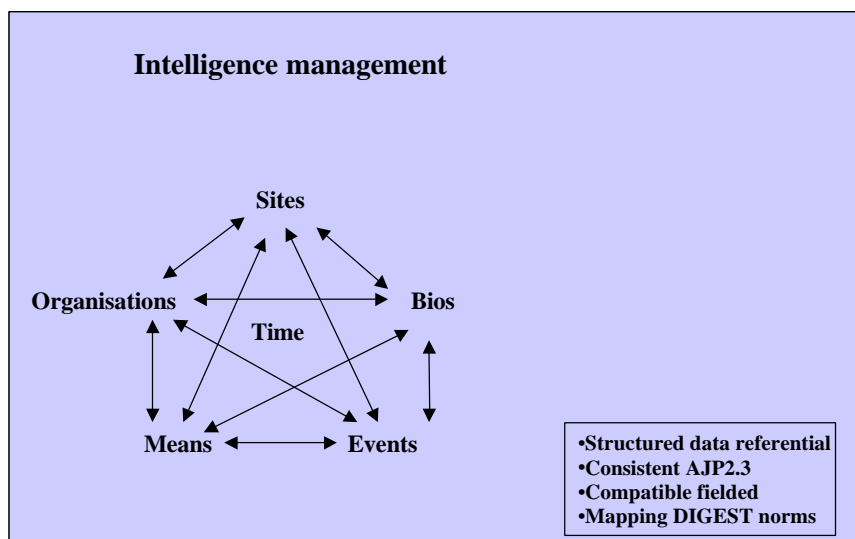 Intelligence management
Sites
Organisations
Bios
Time
Means
Events
•Structured data referential
•Consistent AJP2.3
•Compatible fielded
•Mapping DIGEST norms